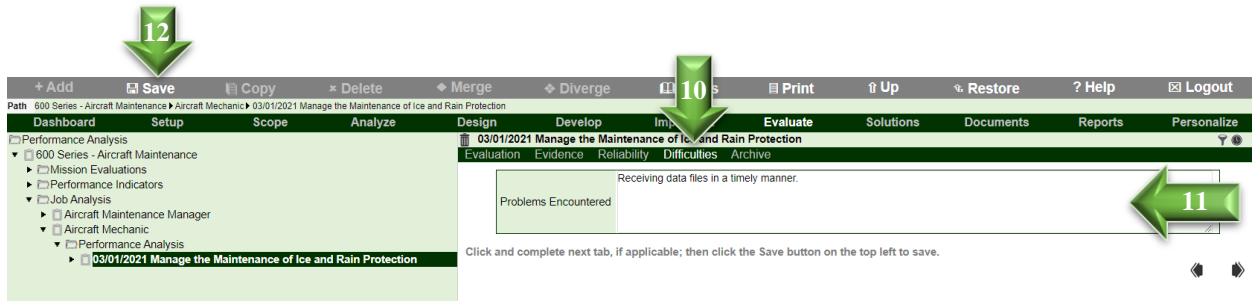 12
+ Add Save Copy × Delete Merge Diverge 10 s Print Up Restore ? Help Logout
Path 600 Series - Aircraft Maintenance Aircraft Mechanic 03/01/2021 Manage the Maintenance of Ice and Rain Protection
Dashboard Setup Scope Analyze Design Develop Evaluate Solutions Documents Reports Personalize
Performance Analysis
600 Series - Aircraft Maintenance
Mission Evaluations
Performance Indicators
Job Analysis
Aircraft Maintenance Manager
Aircraft Mechanic
Performance Analysis
03/01/2021 Manage the Maintenance of Ice and Rain Protection
03/01/2021 Manage the Maintenance of Ice and Rain Protection
Evaluation Evidence Reliability Difficulties Archive
Problems Encountered
Receiving data files in a timely manner.
11
Click and complete next tab, if applicable; then click the Save button on the top left to save.